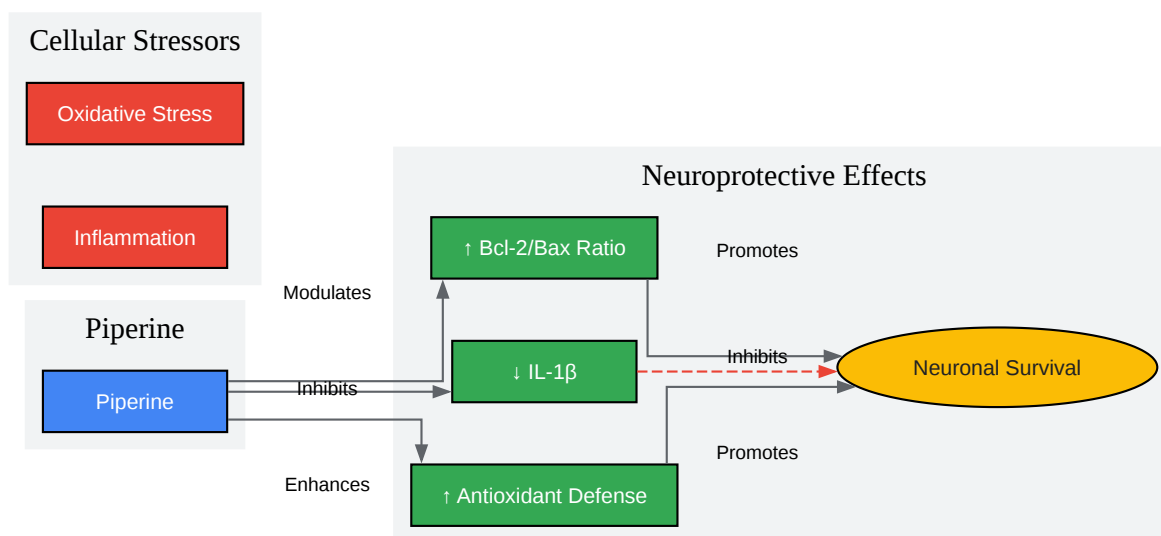 Cellular Stressors
Oxidative Stress
Inflammation
Piperine
Piperine
Modulates
Inhibits
Enhances
Neuroprotective Effects
↑ Bcl-2/Bax Ratio
↓ IL-1β
↑ Antioxidant Defense
Promotes
Inhibits
Promotes
Neuronal Survival